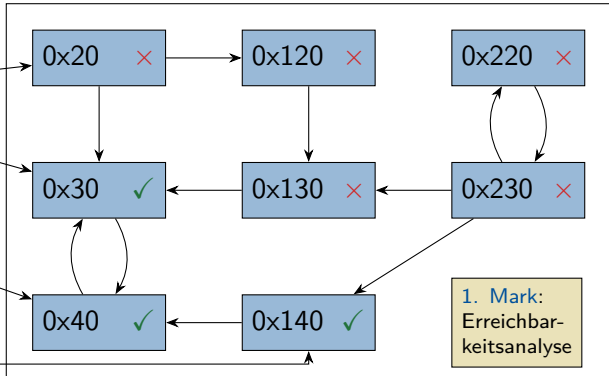 0x20 ×
0x120 ×
0x220 ×
0x30 ✓
0x130 ×
0x230 ×
0x40 ✓
0x140 ✓
1. Mark:
Erreichbar-
keitsanalyse